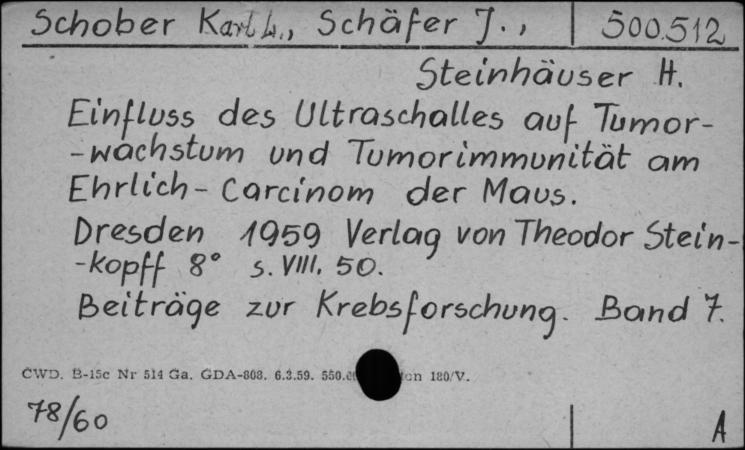 Schober Karl L., Schäfer J., 500.512
Steinhäuser H.
Einfluss des Ultraschalles auf Tumor-
-wachstum und Tumorimmunität am
Ehrlich-Carcinom der Maus.
Dresden 1959 Verlag von Theodor Stein-
-kopff 8° s. VIII, 50.
Beiträge zur Krebsforschung. Band 7.
CWD. B-15c Nr 514 Ga. GDA-808. 6.3.59. 180/V.
78/60
A